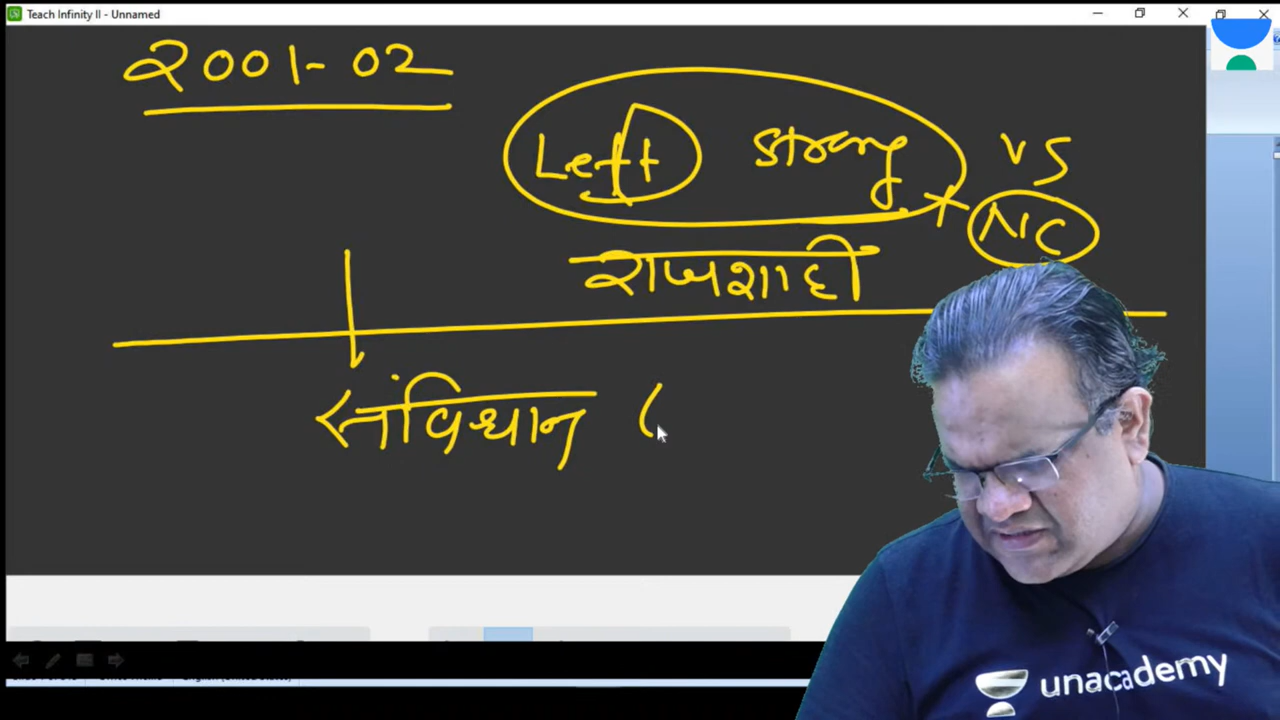 Teach Infinity II - Unnamed
2001-02
Left Strong vs
NC
राजशाही
संविधान (
unacademy